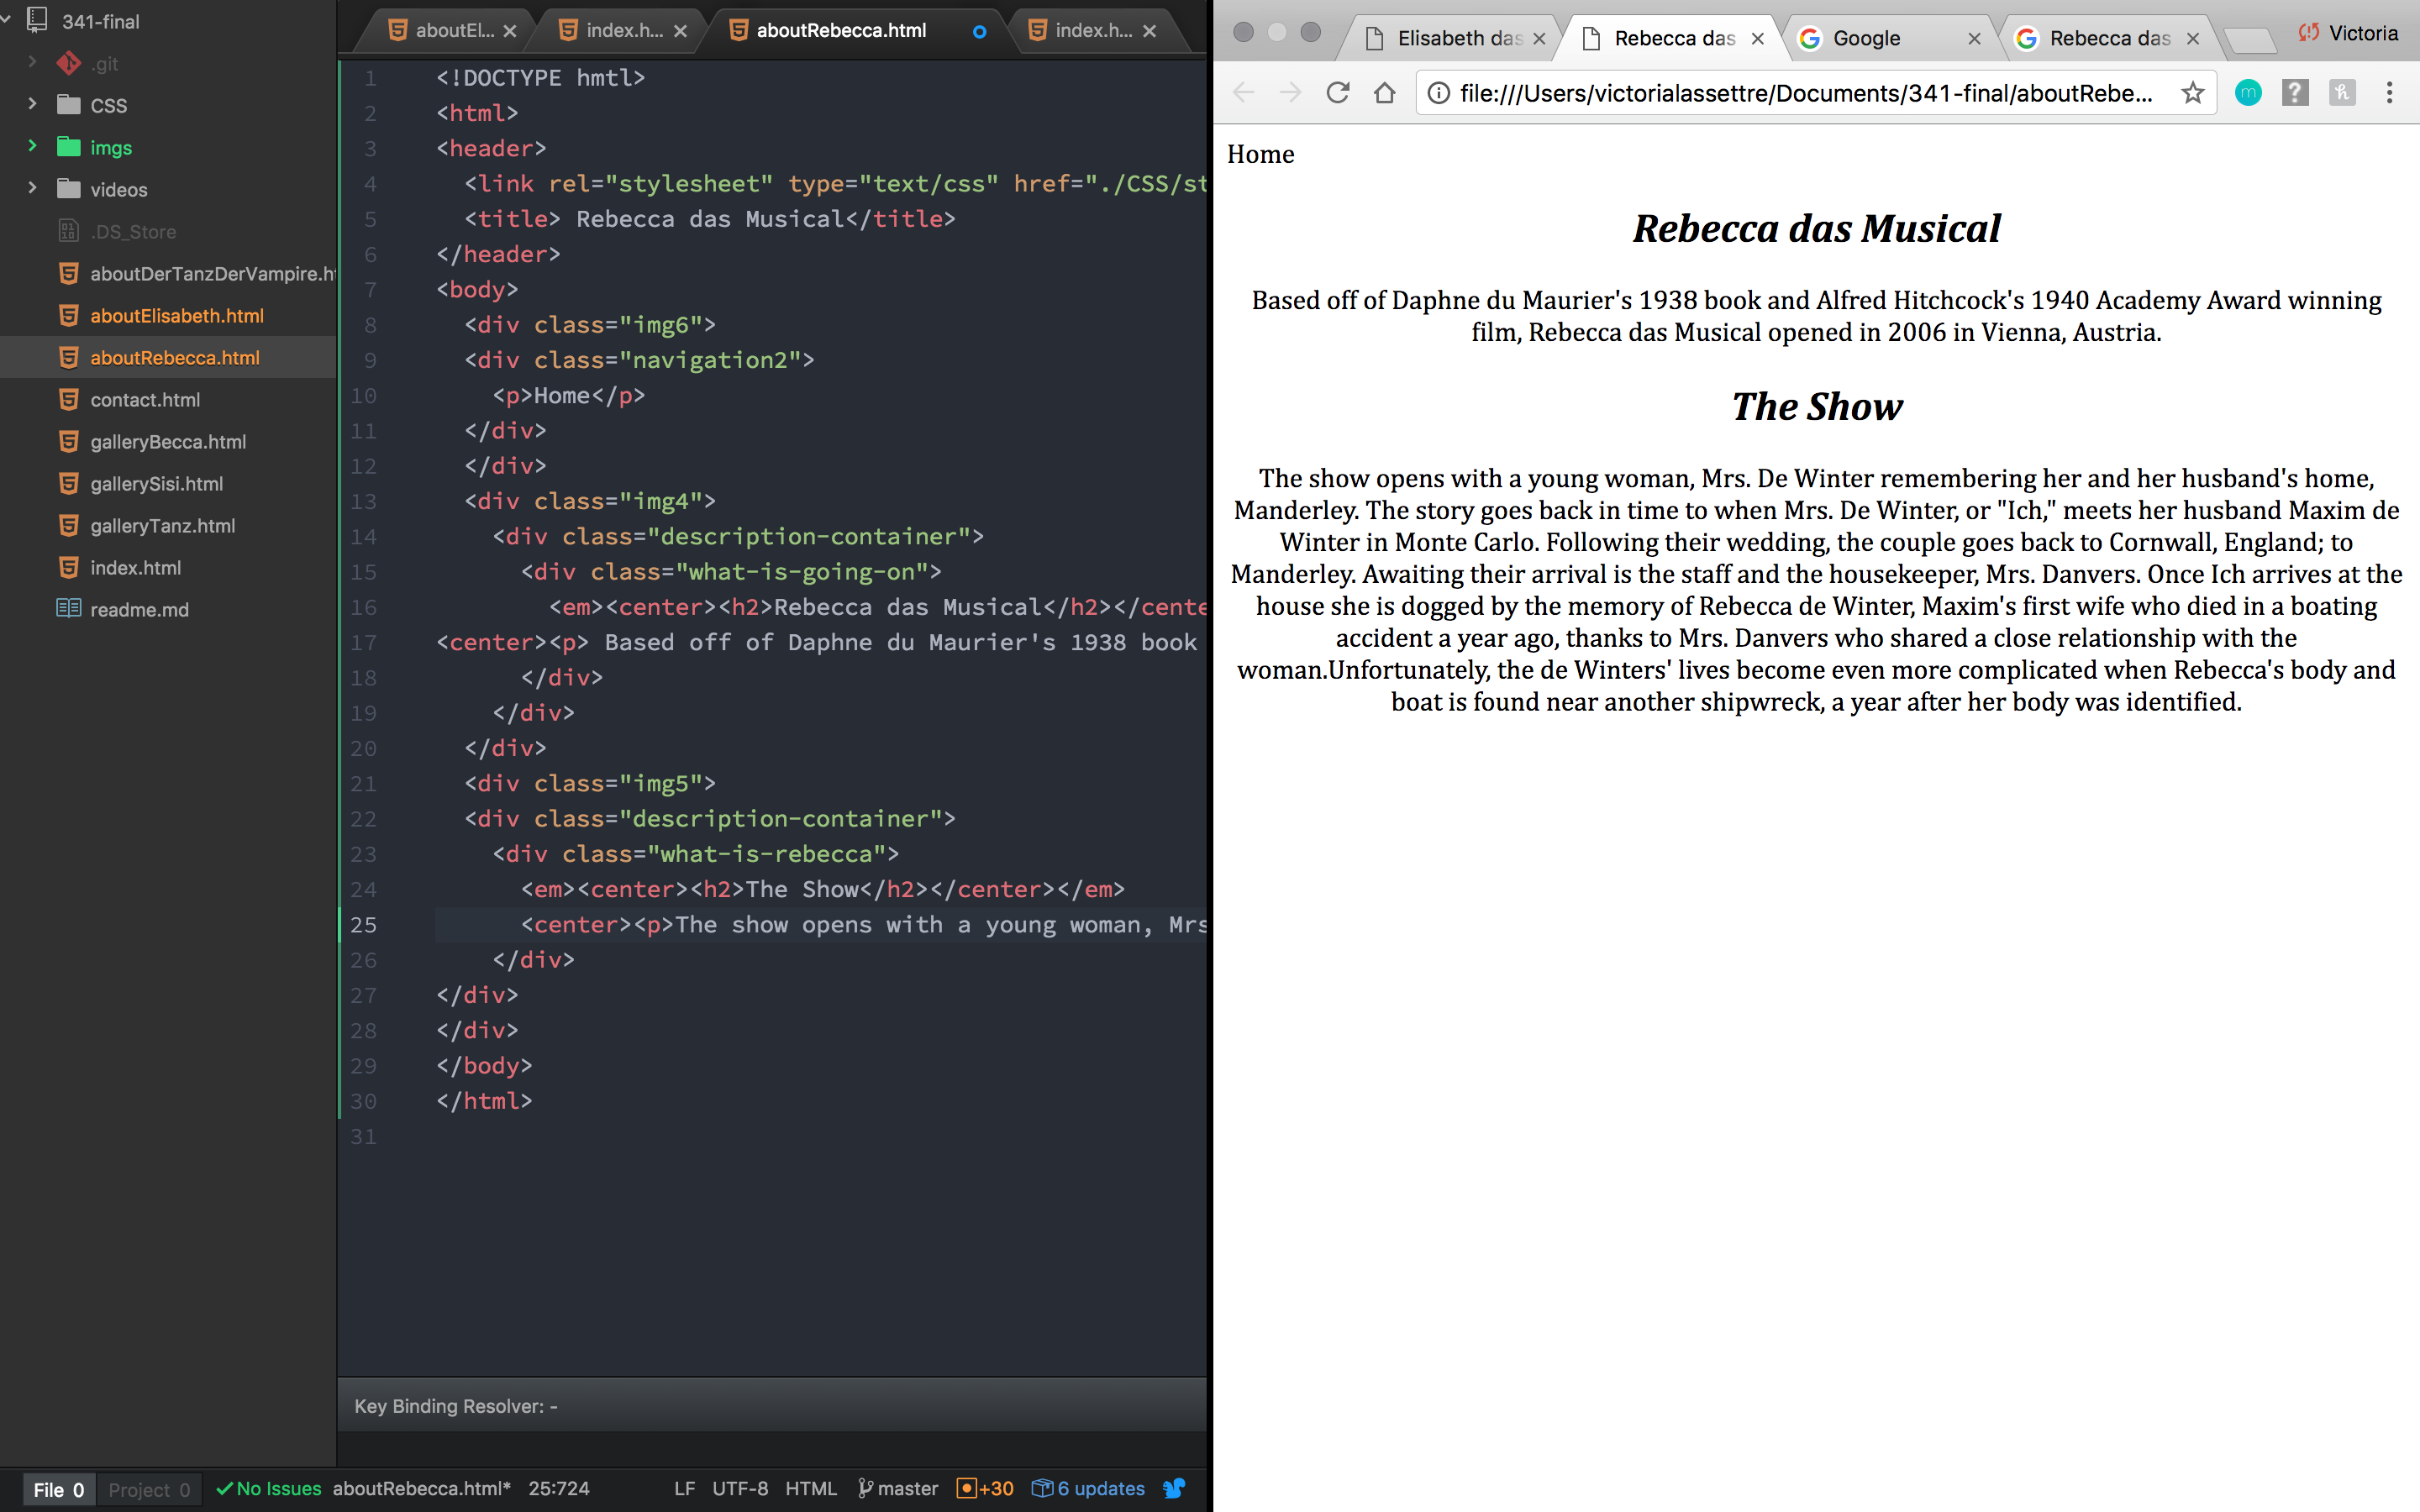 341-final
.git
CSS
imgs
videos
.DS_Store
aboutDerTanzDerVampire.h
aboutElisabeth.html
aboutRebecca.html
contact.html
galleryBecca.html
gallerySisi.html
galleryTanz.html
index.html
readme.md
aboutEl... index.h... aboutRebecca.html index.h...
1 <!DOCTYPE hmtl>
2 <html>
3 <header>
4 <link rel="stylesheet" type="text/css" href="./CSS/st
5 <title> Rebecca das Musical</title>
6 </header>
7 <body>
8 <div class="img6">
9 <div class="navigation2">
10 <p>Home</p>
11 </div>
12 </div>
13 <div class="img4">
14 <div class="description-container">
15 <div class="what-is-going-on">
16 <em><center><h2>Rebecca das Musical</h2></cente
17 <center><p> Based off of Daphne du Maurier's 1938 book
18 </div>
19 </div>
20 </div>
21 <div class="img5">
22 <div class="description-container">
23 <div class="what-is-rebecca">
24 <em><center><h2>The Show</h2></center></em>
25 <center><p>The show opens with a young woman, Mrs
26 </div>
27 </div>
28 </div>
29 </body>
30 </html>
31
Key Binding Resolver: -
File 0 Project 0 No Issues aboutRebecca.html* 25:724 LF UTF-8 HTML master +30 6 updates
Elisabeth das Rebecca das Google Rebecca das Victoria
file:///Users/victorialassettre/Documents/341-final/aboutRebe...
Home
Rebecca das Musical
Based off of Daphne du Maurier's 1938 book and Alfred Hitchcock's 1940 Academy Award winning
film, Rebecca das Musical opened in 2006 in Vienna, Austria.
The Show
The show opens with a young woman, Mrs. De Winter remembering her and her husband's home,
Manderley. The story goes back in time to when Mrs. De Winter, or "Ich," meets her husband Maxim de
Winter in Monte Carlo. Following their wedding, the couple goes back to Cornwall, England; to
Manderley. Awaiting their arrival is the staff and the housekeeper, Mrs. Danvers. Once Ich arrives at the
house she is dogged by the memory of Rebecca de Winter, Maxim's first wife who died in a boating
accident a year ago, thanks to Mrs. Danvers who shared a close relationship with the
woman.Unfortunately, the de Winters' lives become even more complicated when Rebecca's body and
boat is found near another shipwreck, a year after her body was identified.